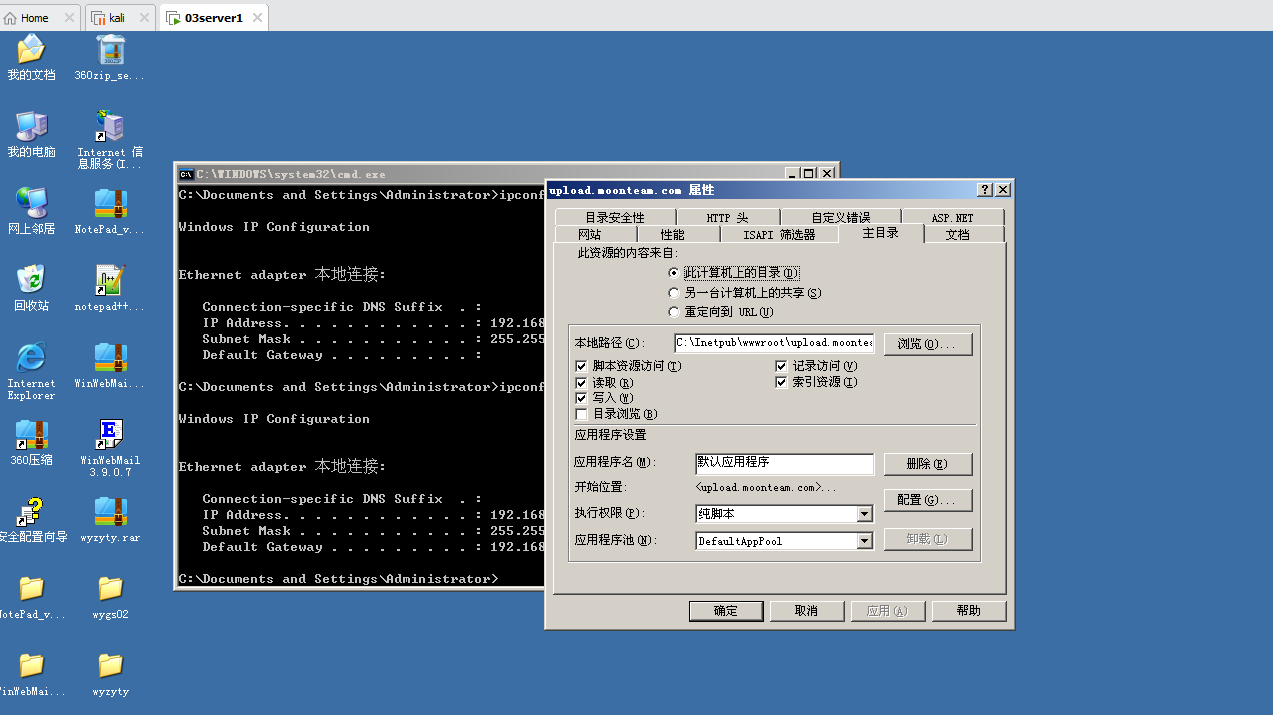 Home
kali
03server1
我的文档
360zip_se...
我的电脑
Internet 信
息服务(I...
网上邻居
NotePad_v...
回收站
notepad++...
Internet
Explorer
WinWebMai...
360压缩
WinWebMail
3.9.0.7
安全配置向导
wyzyty.rar
NotePad_v...
wygs02
WinWebMai...
wyzyty
C:\WINDOWS\system32\cmd.exe
C:\Documents and Settings\Administrator>ipconf
Windows IP Configuration
Ethernet adapter 本地连接:
Connection-specific DNS Suffix . :
IP Address. . . . . . . . . . . . : 192.168
Subnet Mask . . . . . . . . . . . : 255.255
Default Gateway . . . . . . . . . :
C:\Documents and Settings\Administrator>ipconf
Windows IP Configuration
Ethernet adapter 本地连接:
Connection-specific DNS Suffix . :
IP Address. . . . . . . . . . . . : 192.168
Subnet Mask . . . . . . . . . . . : 255.255
Default Gateway . . . . . . . . . : 192.168
C:\Documents and Settings\Administrator>
upload.moonteam.com 属性
目录安全性 HTTP 头 自定义错误 ASP.NET
网站 性能 ISAPI 筛选器 主目录 文档
此资源的内容来自:
此计算机上的目录(D)
另一台计算机上的共享(S)
重定向到 URL(U)
本地路径(C): C:\Inetpub\wwwroot\upload.moontea 浏览(O)...
脚本资源访问(T) 记录访问(V)
读取(R) 索引资源(I)
写入(W)
目录浏览(B)
应用程序设置
应用程序名(M): 默认应用程序 删除(E)
开始位置: <upload.moonteam.com>...
配置(G)...
执行权限(P): 纯脚本
应用程序池(N): DefaultAppPool 卸载(L)
确定 取消 应用(A) 帮助